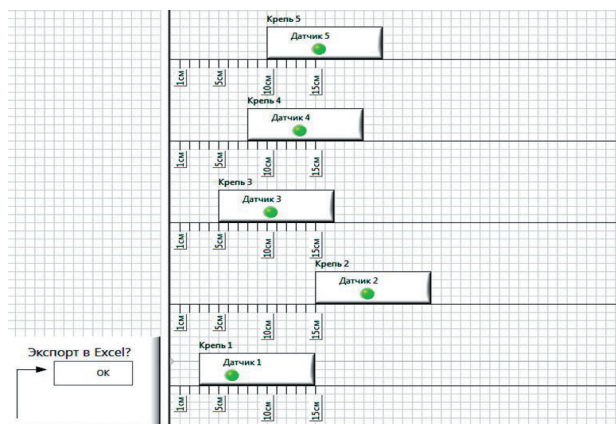 Крепь 5
Датчик 5
1см 5см 10см 15см
Крепь 4
Датчик 4
1см 5см 10см 15см
Крепь 3
Датчик 3
1см 5см 10см 15см
Крепь 2
Датчик 2
1см 5см 10см 15см
Крепь 1
Датчик 1
1см 5см 10см 15см
Экспорт в Excel?
ОК